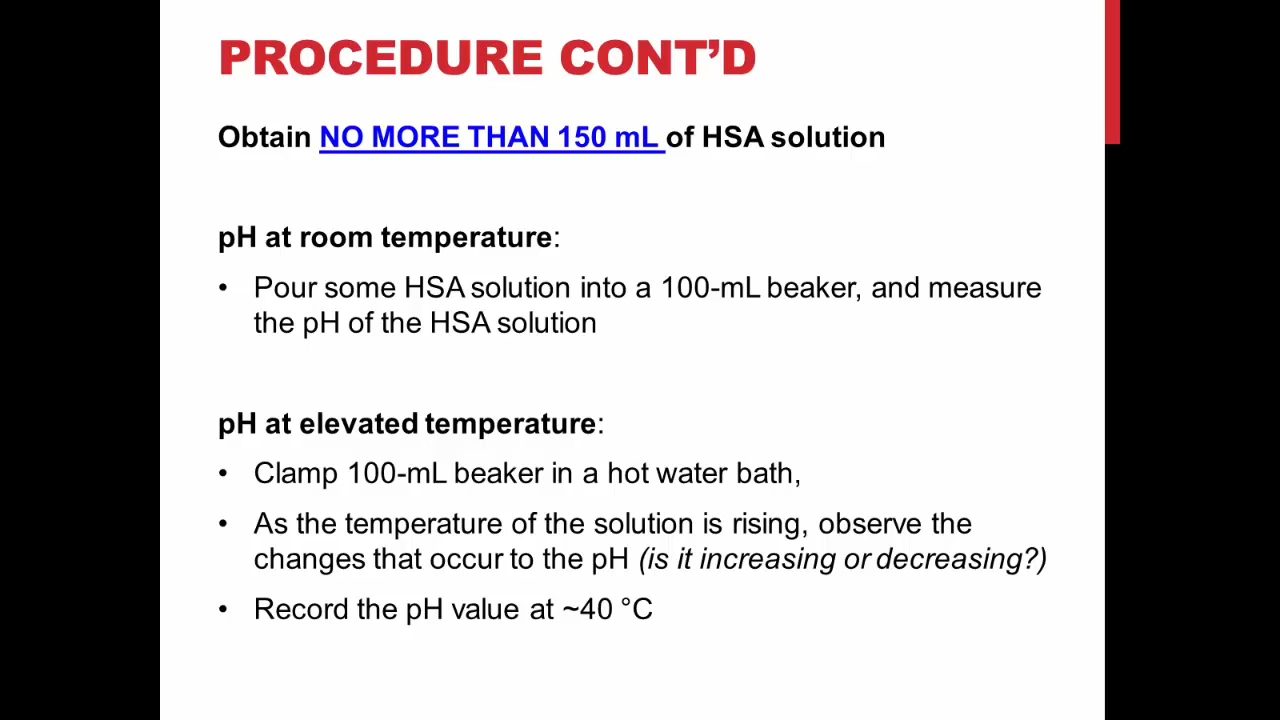 PROCEDURE CONT’D
Obtain NO MORE THAN 150 mL of HSA solution
pH at room temperature:
• Pour some HSA solution into a 100-mL beaker, and measure
the pH of the HSA solution
pH at elevated temperature:
• Clamp 100-mL beaker in a hot water bath,
• As the temperature of the solution is rising, observe the
changes that occur to the pH (is it increasing or decreasing?)
• Record the pH value at ~40 °C